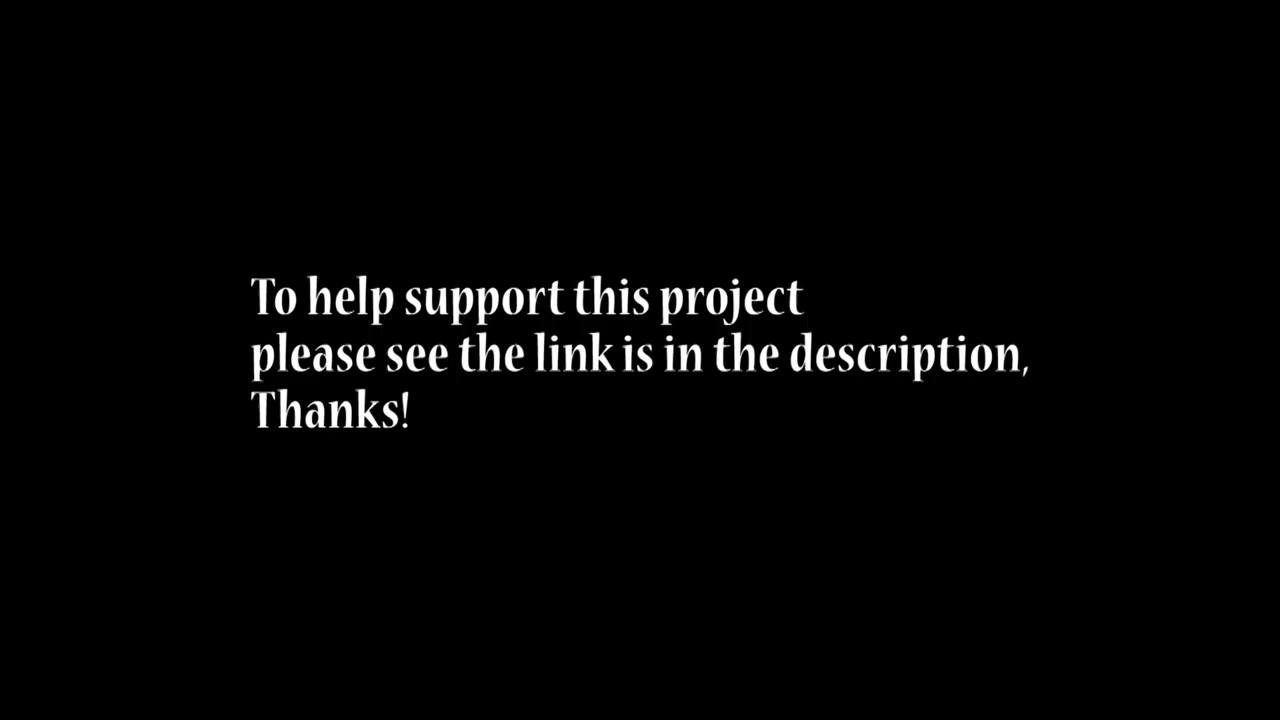 To help support this project
please see the link is in the description,
Thanks!